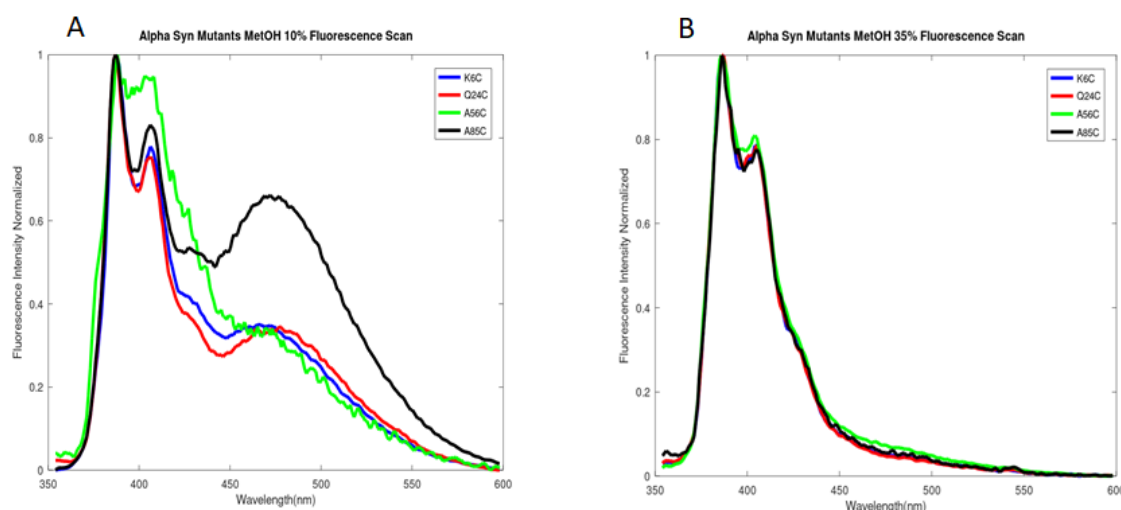 A
Alpha Syn Mutants MetOH 10% Fluorescence Scan
Fluorescence Intensity Normalized
1
0.8
0.6
0.4
0.2
0
350
400
450
500
550
600
Wavelength(nm)
K6C
Q24C
A56C
A85C
B
Alpha Syn Mutants MetOH 35% Fluorescence Scan
Fluorescence Intensity Normalized
1
0.8
0.6
0.4
0.2
0
350
400
450
500
550
600
Wavelength(nm)
K6C
Q24C
A56C
A85C